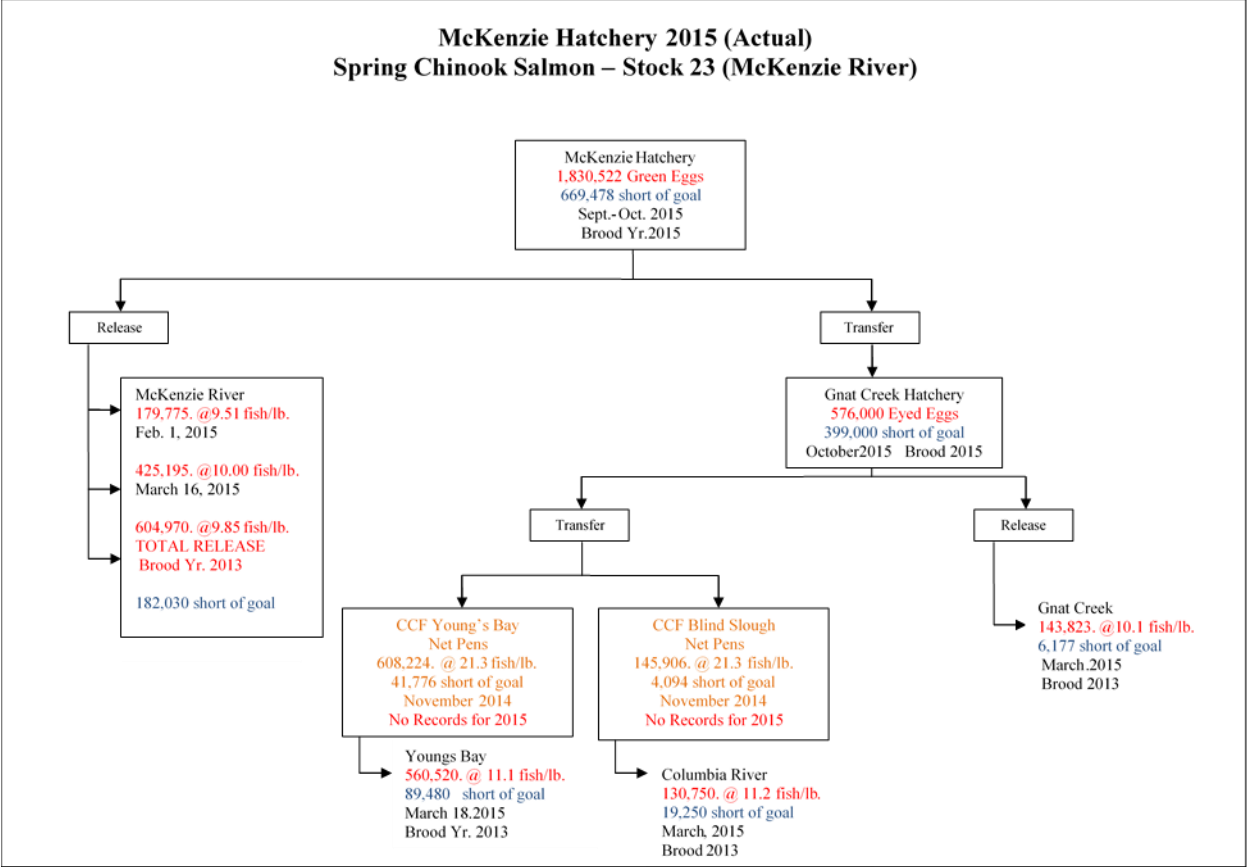 McKenzie Hatchery 2015 (Actual)
Spring Chinook Salmon – Stock 23 (McKenzie River)
McKenzie Hatchery
1,830,522 Green Eggs
669,478 short of goal
Sept.-Oct. 2015
Brood Yr.2015
Release
Transfer
McKenzie River
179,775. @9.51 fish/lb.
Feb. 1, 2015
425,195. @10.00 fish/lb.
March 16, 2015
604,970. @9.85 fish/lb.
TOTAL RELEASE
Brood Yr. 2013
182,030 short of goal
Gnat Creek Hatchery
576,000 Eyed Eggs
399,000 short of goal
October2015 Brood 2015
Transfer
Release
CCF Young's Bay
Net Pens
608,224. @ 21.3 fish/lb.
41,776 short of goal
November 2014
No Records for 2015
CCF Blind Slough
Net Pens
145,906. @ 21.3 fish/lb.
4,094 short of goal
November 2014
No Records for 2015
Gnat Creek
143,823. @10.1 fish/lb.
6,177 short of goal
March.2015
Brood 2013
Youngs Bay
560,520. @ 11.1 fish/lb.
89,480 short of goal
March 18.2015
Brood Yr. 2013
Columbia River
130,750. @ 11.2 fish/lb.
19,250 short of goal
March, 2015
Brood 2013